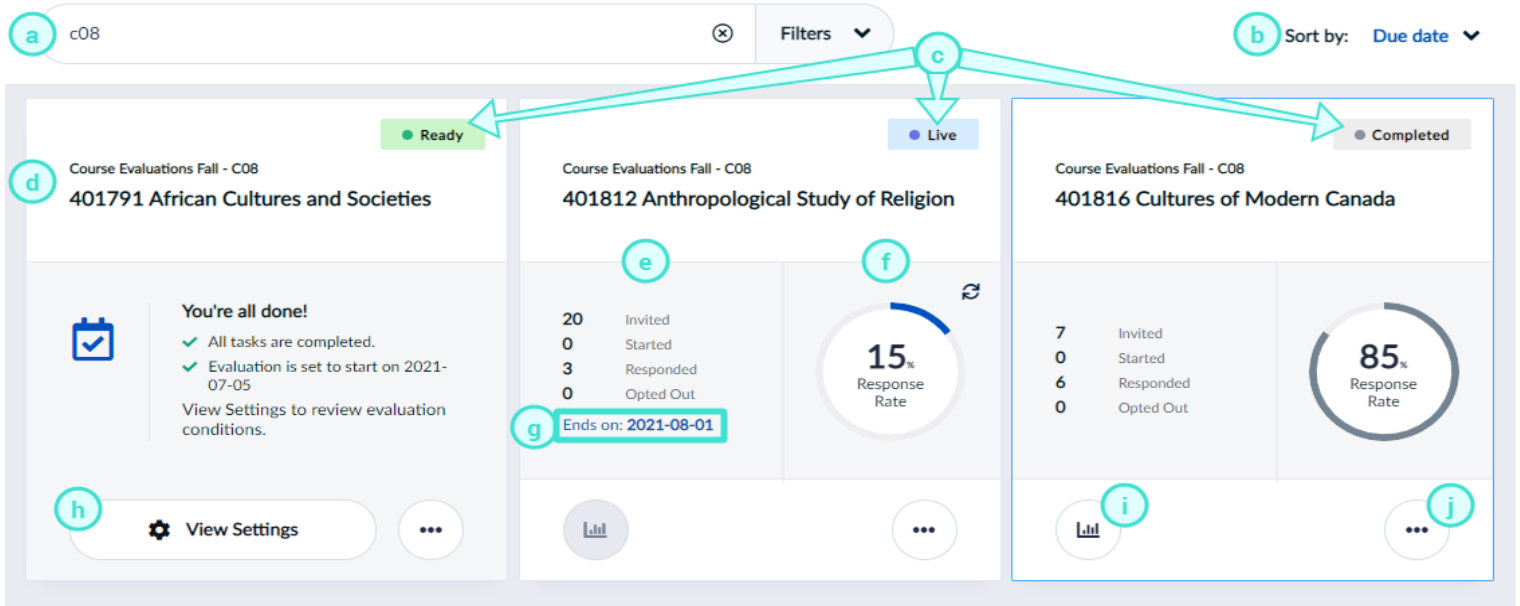 a
c08
Filters
b
Sort by: Due date
c
Ready
Live
Completed
d
Course Evaluations Fall - C08
401791 African Cultures and Societies
Course Evaluations Fall - C08
401812 Anthropological Study of Religion
Course Evaluations Fall - C08
401816 Cultures of Modern Canada
You're all done!
All tasks are completed.
Evaluation is set to start on 2021-
07-05
View Settings to review evaluation
conditions.
h
View Settings
e
20 Invited
0 Started
3 Responded
0 Opted Out
g
Ends on: 2021-08-01
f
15%
Response
Rate
7 Invited
0 Started
6 Responded
0 Opted Out
85%
Response
Rate
i
j